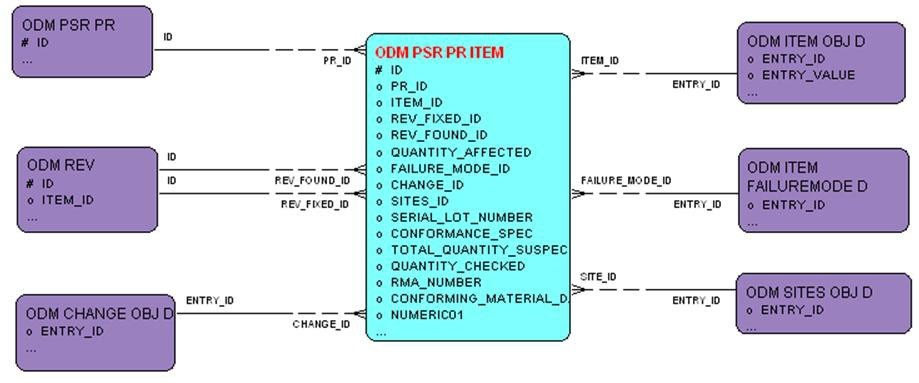 ODM PSR PR
# ID
...
ID
PR_ID
ODM REV
# ID
o ITEM_ID
...
ID
REV_FOUND_ID
ID
REV_FIXED_ID
ODM CHANGE OBJ D
o ENTRY_ID
...
ENTRY_ID
CHANGE_ID
ODM PSR PR ITEM
# ID
o PR_ID
o ITEM_ID
o REV_FIXED_ID
o REV_FOUND_ID
o QUANTITY_AFFECTED
o FAILURE_MODE_ID
o CHANGE_ID
o SITES_ID
o SERIAL_LOT_NUMBER
o CONFORMANCE_SPEC
o TOTAL_QUANTITY_SUSPEC
o QUANTITY_CHECKED
o RMA_NUMBER
o CONFORMING_MATERIAL_D
o NUMERIC01
...
ITEM_ID
ENTRY_ID
ODM ITEM OBJ D
o ENTRY_ID
o ENTRY_VALUE
...
FAILURE_MODE_ID
ENTRY_ID
ODM ITEM
FAILUREMODE D
o ENTRY_ID
...
SITE_ID
ENTRY_ID
ODM SITES OBJ D
o ENTRY_ID
...